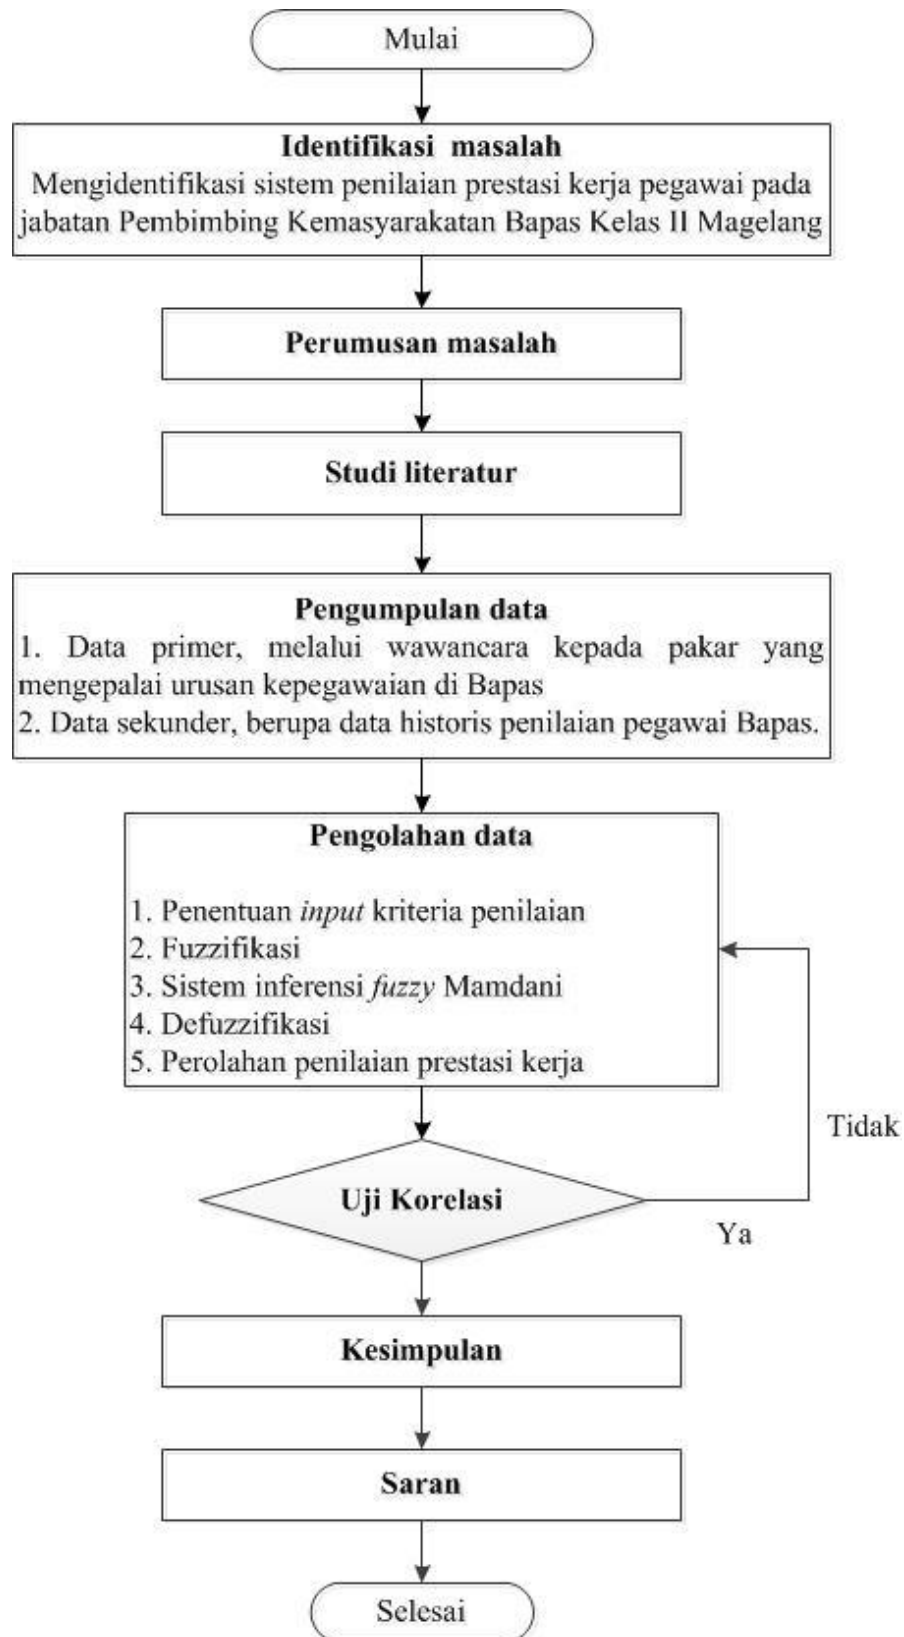 Mulai
Identifikasi masalah
Mengidentifikasi sistem penilaian prestasi kerja pegawai pada
jabatan Pembimbing Kemasyarakatan Bapas Kelas II Magelang
Perumusan masalah
Studi literatur
Pengumpulan data
1. Data primer, melalui wawancara kepada pakar yang
mengepalai urusan kepegawaian di Bapas
2. Data sekunder, berupa data historis penilaian pegawai Bapas.
Pengolahan data
1. Penentuan input kriteria penilaian
2. Fuzzifikasi
3. Sistem inferensi fuzzy Mamdani
4. Defuzzifikasi
5. Perolahan penilaian prestasi kerja
Tidak
Uji Korelasi
Ya
Kesimpulan
Saran
Selesai